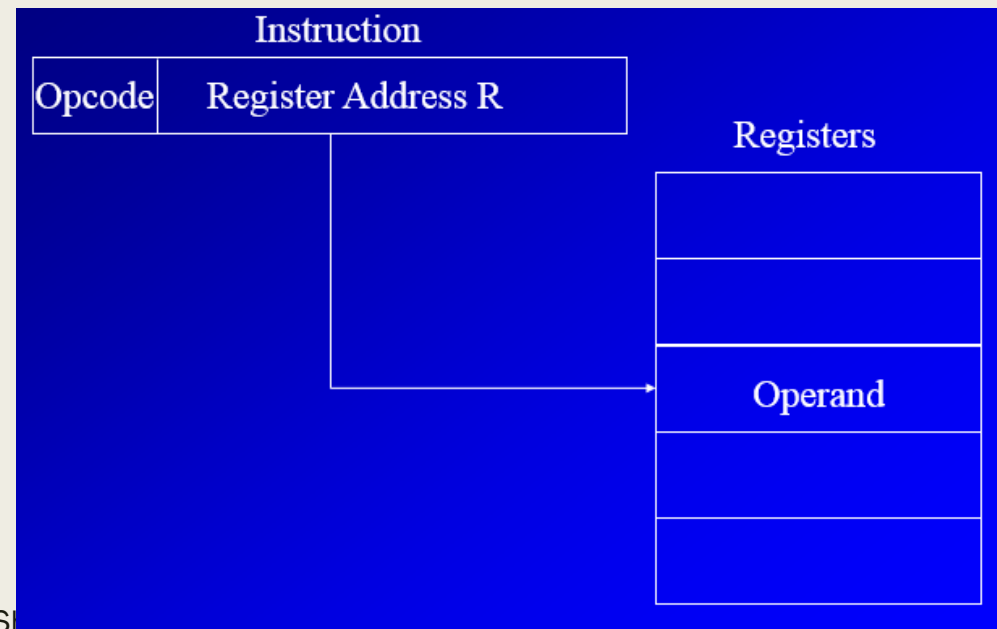 Instruction
Opcode
Register Address R
Registers
Operand